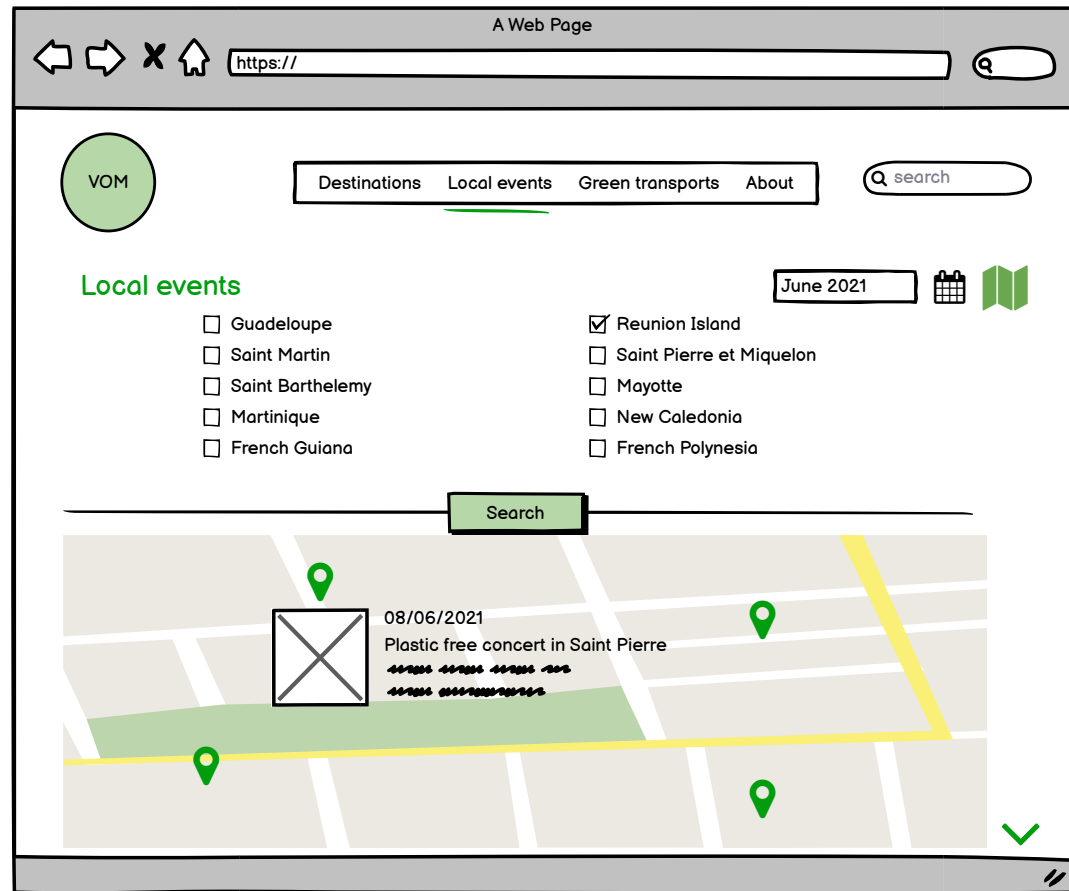 A Web Page
https://
VOM
Destinations Local events Green transports About
search
Local events
June 2021
Guadeloupe
Saint Martin
Saint Barthelemy
Martinique
French Guiana
Reunion Island
Saint Pierre et Miquelon
Mayotte
New Caledonia
French Polynesia
Search
08/06/2021
Plastic free concert in Saint Pierre